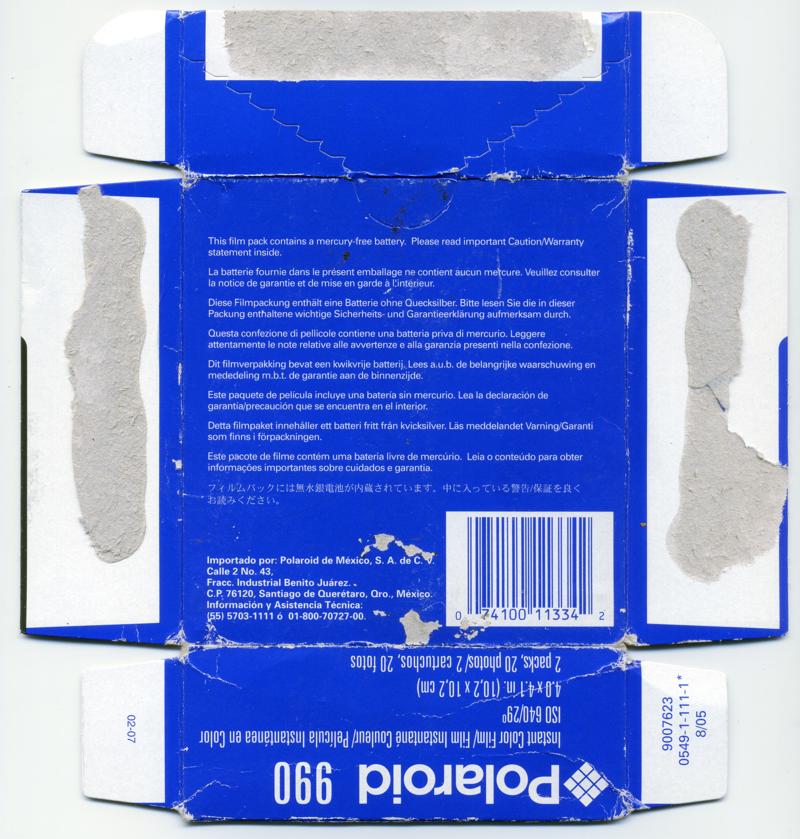 This film pack contains a mercury-free battery. Please read important Caution/Warranty
statement inside.
La batterie fournie dans le présent emballage ne contient aucun mercure. Veuillez consulter
la notice de garantie et de mise en garde à l'intérieur.
Diese Filmpackung enthält eine Batterie ohne Quecksilber. Bitte lesen Sie die in dieser
Packung enthaltene wichtige Sicherheits- und Garantieerklärung aufmerksam durch.
Questa confezione di pellicole contiene una batteria priva di mercurio. Leggere
attentamente le note relative alle avvertenze e alla garanzia presenti nella confezione.
Dit filmverpakking bevat een kwikvrije batterij. Lees a.u.b. de belangrijke waarschuwing en
mededeling m.b.t. de garantie aan de binnenzijde.
Este paquete de película incluye una batería sin mercurio. Lea la declaración de
garantía/precaución que se encuentra en el interior.
Detta filmpaket innehåller ett batteri fritt från kvicksilver. Läs meddelandet Varning/Garanti
som finns i förpackningen.
Este pacote de filme contém uma bateria livre de mercúrio. Leia o conteúdo para obter
informações importantes sobre cuidados e garantia.
フィルムパックには無水銀電池が内蔵されています。中に入っている警告/保証を良く
お読みください。
Importado por: Polaroid de México, S. A. de C. V.
Calle 2 No. 43,
Fracc. Industrial Benito Juárez.
C.P. 76120, Santiago de Querétaro, Qro., México.
Información y Asistencia Técnica:
(55) 5703-1111 ó 01-800-70727-00.
0 74100 11334 2
Polaroid 990
Instant Color Film/Film Instantané Couleur/Película Instantánea en Color
ISO 640/29°
4.0 x 4.1 in. (10,2 x 10,2 cm)
2 packs, 20 photos/2 cartuchos, 20 fotos
02-07
9007623
0549-1-111-1*
8/05